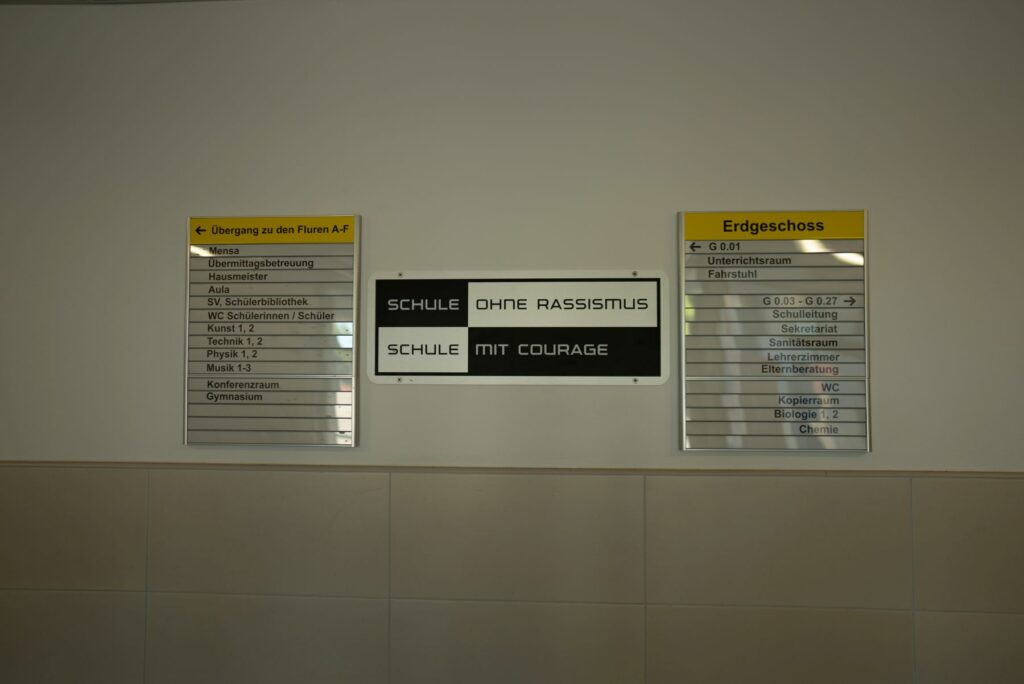 ← Übergang zu den Fluren A-F
Mensa
Übermittagsbetreuung
Hausmeister
Aula
SV, Schülerbibliothek
WC Schülerinnen / Schüler
Kunst 1, 2
Technik 1, 2
Physik 1, 2
Musik 1-3
Konferenzraum
Gymnasium
SCHULE OHNE RASSISMUS
SCHULE MIT COURAGE
Erdgeschoss
← G 0.01
Unterrichtsraum
Fahrstuhl
G 0.03 - G 0.27 →
Schulleitung
Sekretariat
Sanitätsraum
Lehrerzimmer
Elternberatung
WC
Kopierraum
Biologie 1, 2
Chemie